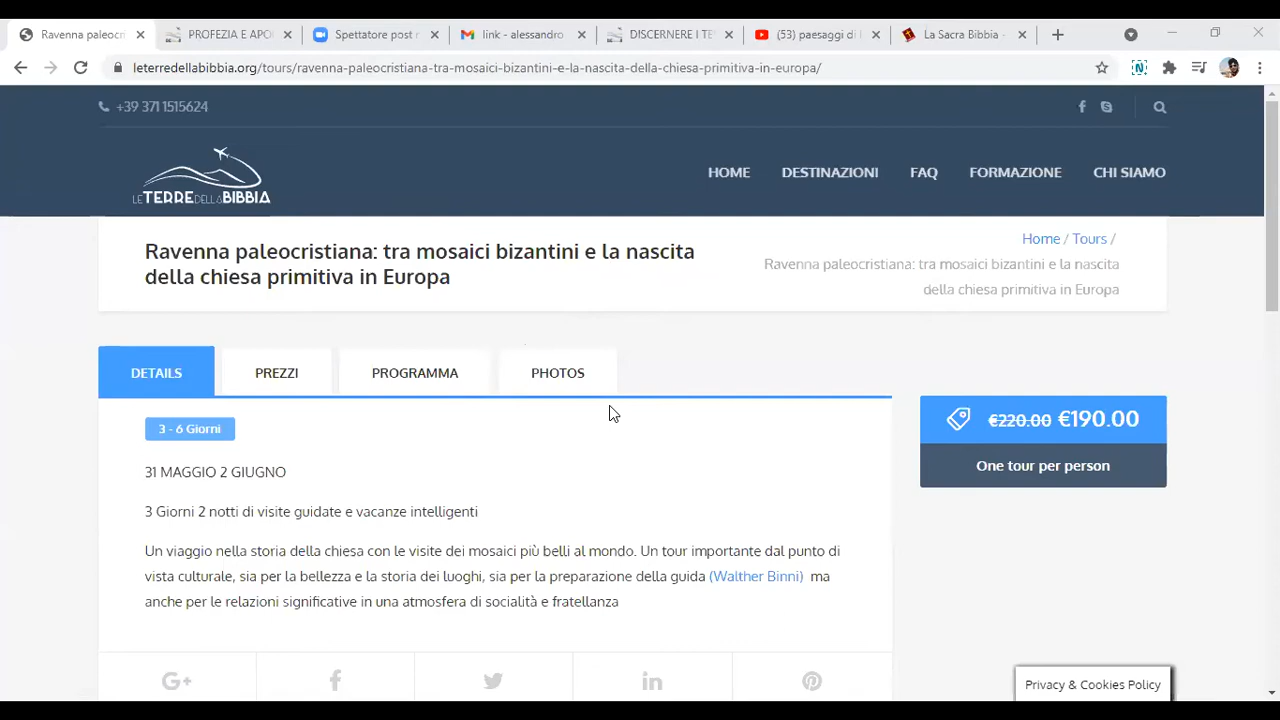 Ravenna paleocr
PROFEZIA E APO
Spettatore post r
link - alessandro
DISCERNERE I TE
(53) paesaggi di
La Sacra Bibbia -
leterredellabibbia.org/tours/ravenna-paleocristiana-tra-mosaici-bizantini-e-la-nascita-della-chiesa-primitiva-in-europa/
+39 371 1515624
LE TERRE DELLA BIBBIA
HOME
DESTINAZIONI
FAQ
FORMAZIONE
CHI SIAMO
Ravenna paleocristiana: tra mosaici bizantini e la nascita
della chiesa primitiva in Europa
Home / Tours /
Ravenna paleocristiana: tra mosaici bizantini e la nascita
della chiesa primitiva in Europa
DETAILS
PREZZI
PROGRAMMA
PHOTOS
3 - 6 Giorni
31 MAGGIO 2 GIUGNO
3 Giorni 2 notti di visite guidate e vacanze intelligenti
Un viaggio nella storia della chiesa con le visite dei mosaici più belli al mondo. Un tour importante dal punto di
vista culturale, sia per la bellezza e la storia dei luoghi, sia per la preparazione della guida (Walther Binni) ma
anche per le relazioni significative in una atmosfera di socialità e fratellanza
€220.00 €190.00
One tour per person
G+
Privacy & Cookies Policy